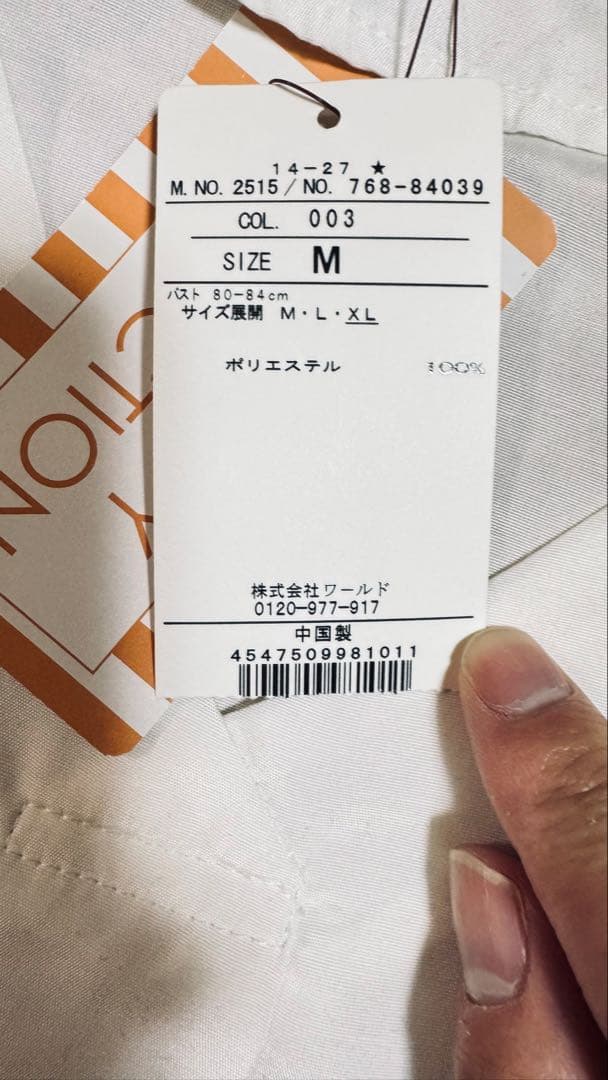 14-27 ★
M. NO. 2515 / NO. 768-84039
COL. 003
SIZE M
バスト 80-84cm
サイズ展開 M・L・XL
ポリエステル 100%
株式会社ワールド
0120-977-917
中国製
4547509981011
CTION
Y